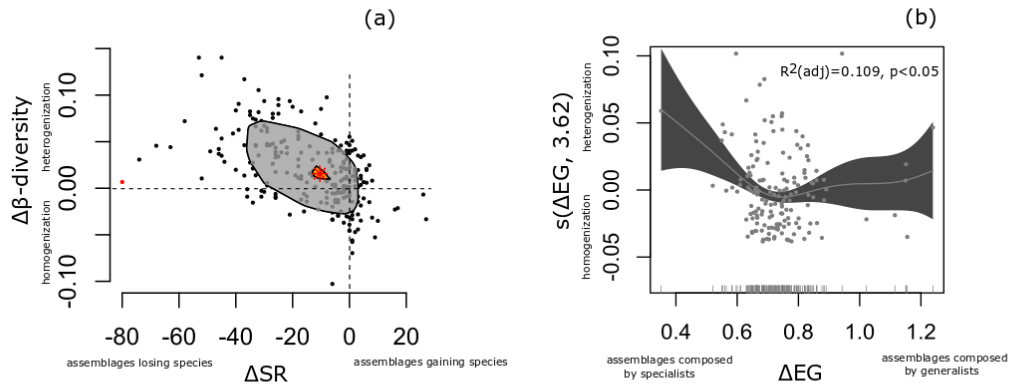 (a)
Δβ-diversity
homogenization
heterogenization
-0.10
0.00
0.10
-80
-60
-40
-20
0
20
assemblages losing species
assemblages gaining species
ΔSR
(b)
R2(adj)=0.109, p<0.05
s(ΔEG, 3.62)
homogenization
heterogenization
-0.05
0.00
0.05
0.10
0.4
0.6
0.8
1.0
1.2
assemblages composed
by specialists
assemblages composed
by generalists
ΔEG